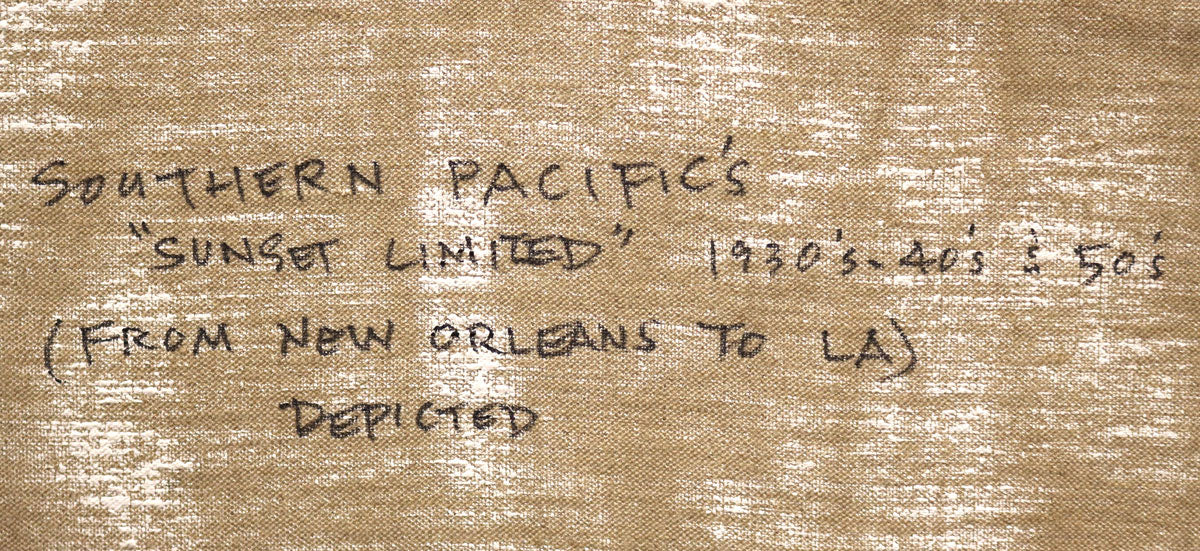 SOUTHERN PACIFIC'S
"SUNSET LIMITED" 1930's-40's & 50's
(FROM NEW ORLEANS TO LA)
DEPICTED